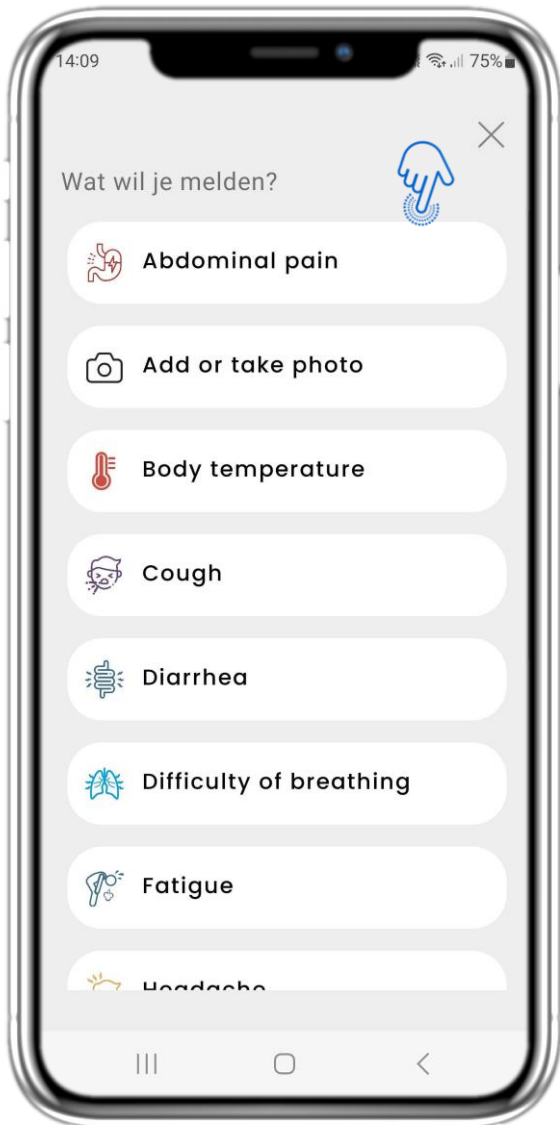 14:09
75%
Wat wil je melden?
Abdominal pain
Add or take photo
Body temperature
Cough
Diarrhea
Difficulty of breathing
Fatigue
Headache